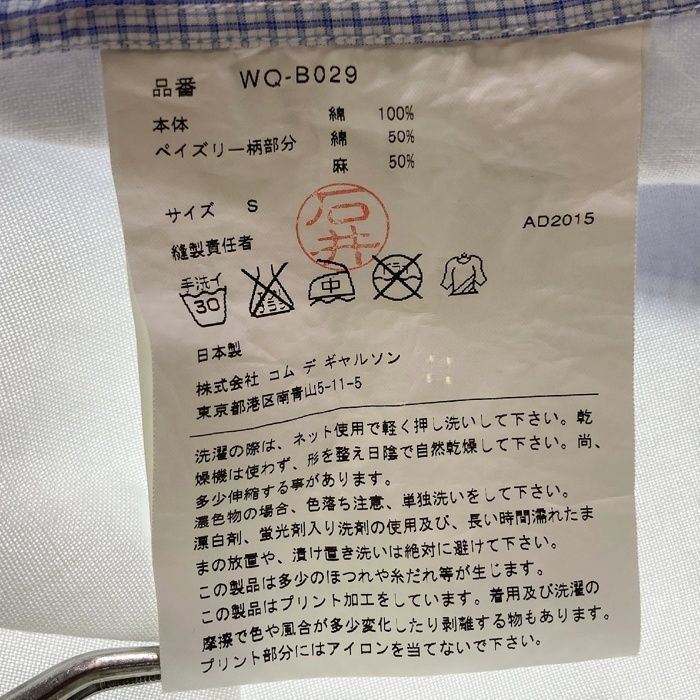 品番 WQ-B029
本体 綿 100%
ペイズリー柄部分 綿 50%
麻 50%
サイズ S
石井
AD2015
縫製責任者
手洗イ
30
中
ドライ
日本製
株式会社 コム デ ギャルソン
東京都港区南青山5-11-5
洗濯の際は、ネット使用で軽く押し洗いして下さい。乾
燥機は使わず、形を整え日陰で自然乾燥して下さい。尚、
多少伸縮する事があります。
濃色物の場合、色落ち注意、単独洗いをして下さい。
漂白剤、蛍光剤入り洗剤の使用及び、長い時間濡れたま
まの放置や、漬け置き洗いは絶対に避けて下さい。
この製品は多少のほつれや糸だれ等が生じます。
この製品はプリント加工をしています。着用及び洗濯の
摩擦で色や風合が多少変化したり剥離する物もあります。
プリント部分にはアイロンを当てないで下さい。